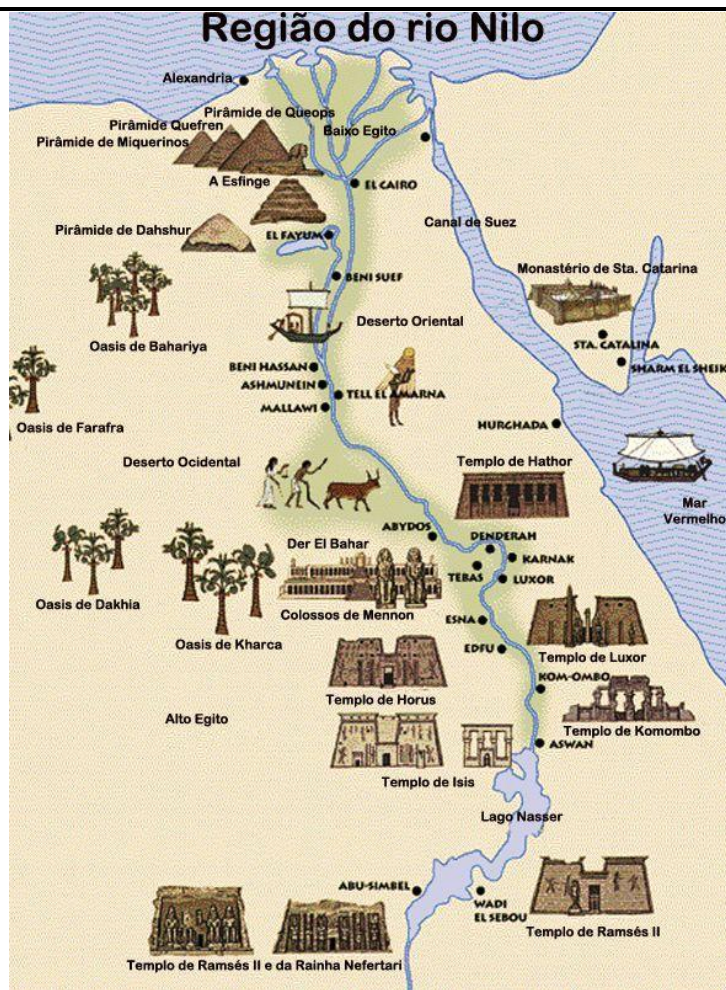 Região do rio Nilo
Alexandria
Pirâmide de Queops
Pirâmide Quefren
Baixo Egito
Pirâmide de Miquerinos
A Esfinge
EL CAIRO
Canal de Suez
Pirâmide de Dahshur
EL FAYUM
BENI SUEF
Monastério de Sta. Catarina
Deserto Oriental
STA. CATALINA
Oasis de Bahariya
SHARM EL SHEIK
BENI HASSAN
ASHMUNEIN
TELL EL AMARNA
MALLAWI
Oasis de Farafra
HURGHADA
Deserto Ocidental
Templo de Hathor
Mar
Vermelho
ABYDOS
DENDERAH
Der El Bahar
KARNAK
TEBAS
LUXOR
Oasis de Dakhia
Colossos de Mennon
ESNA
Oasis de Kharca
EDFU
Templo de Luxor
KOM-OMBO
Templo de Horus
Alto Egito
Templo de Komombo
ASWAN
Templo de Isis
Lago Nasser
ABU-SIMBEL
WADI
EL SEBOU
Templo de Ramsés II
Templo de Ramsés II e da Rainha Nefertari